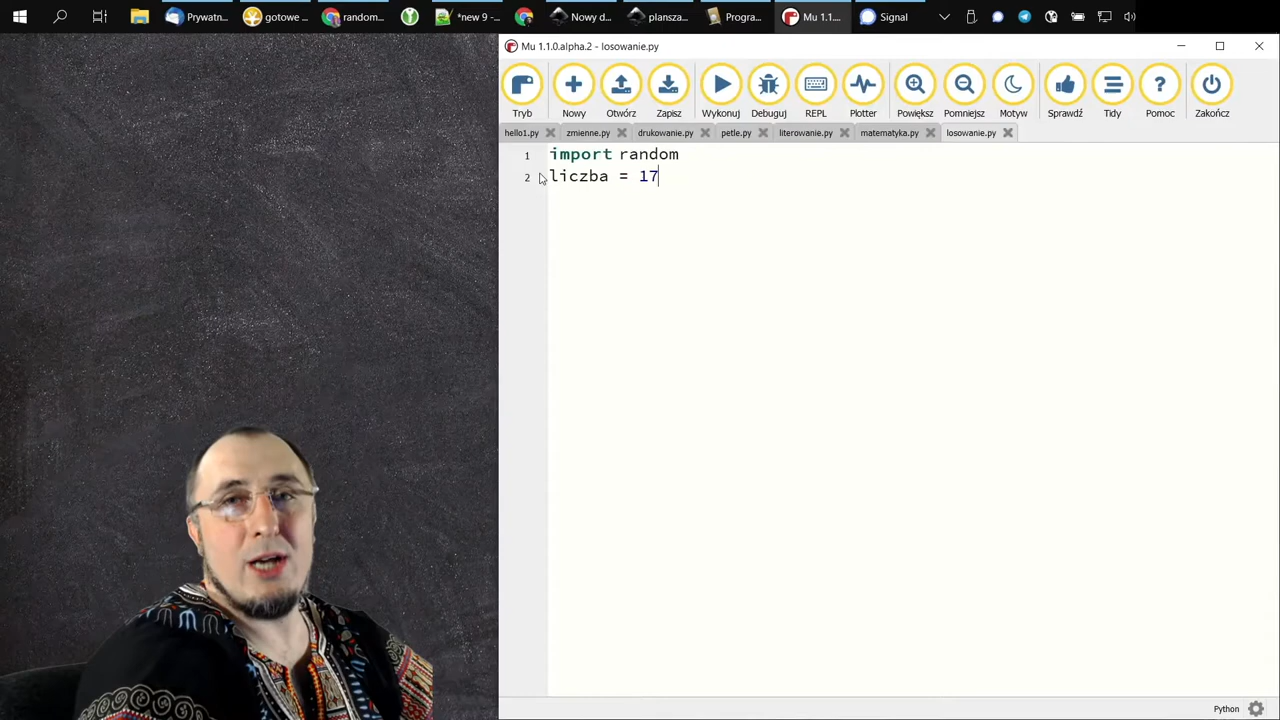 Prywatn...
gotowe ...
random...
*new 9 - ...
Nowy d...
plansza...
Progra...
Mu 1.1....
Signal
Mu 1.1.0.alpha.2 - losowanie.py
Tryb
Nowy
Otwórz
Zapisz
Wykonuj
Debuguj
REPL
Plotter
Powiększ
Pomniejsz
Motyw
Sprawdź
Tidy
Pomoc
Zakończ
hello1.py
zmienne.py
drukowanie.py
petle.py
literowanie.py
matematyka.py
losowanie.py
1 import random
2 liczba = 17
Python